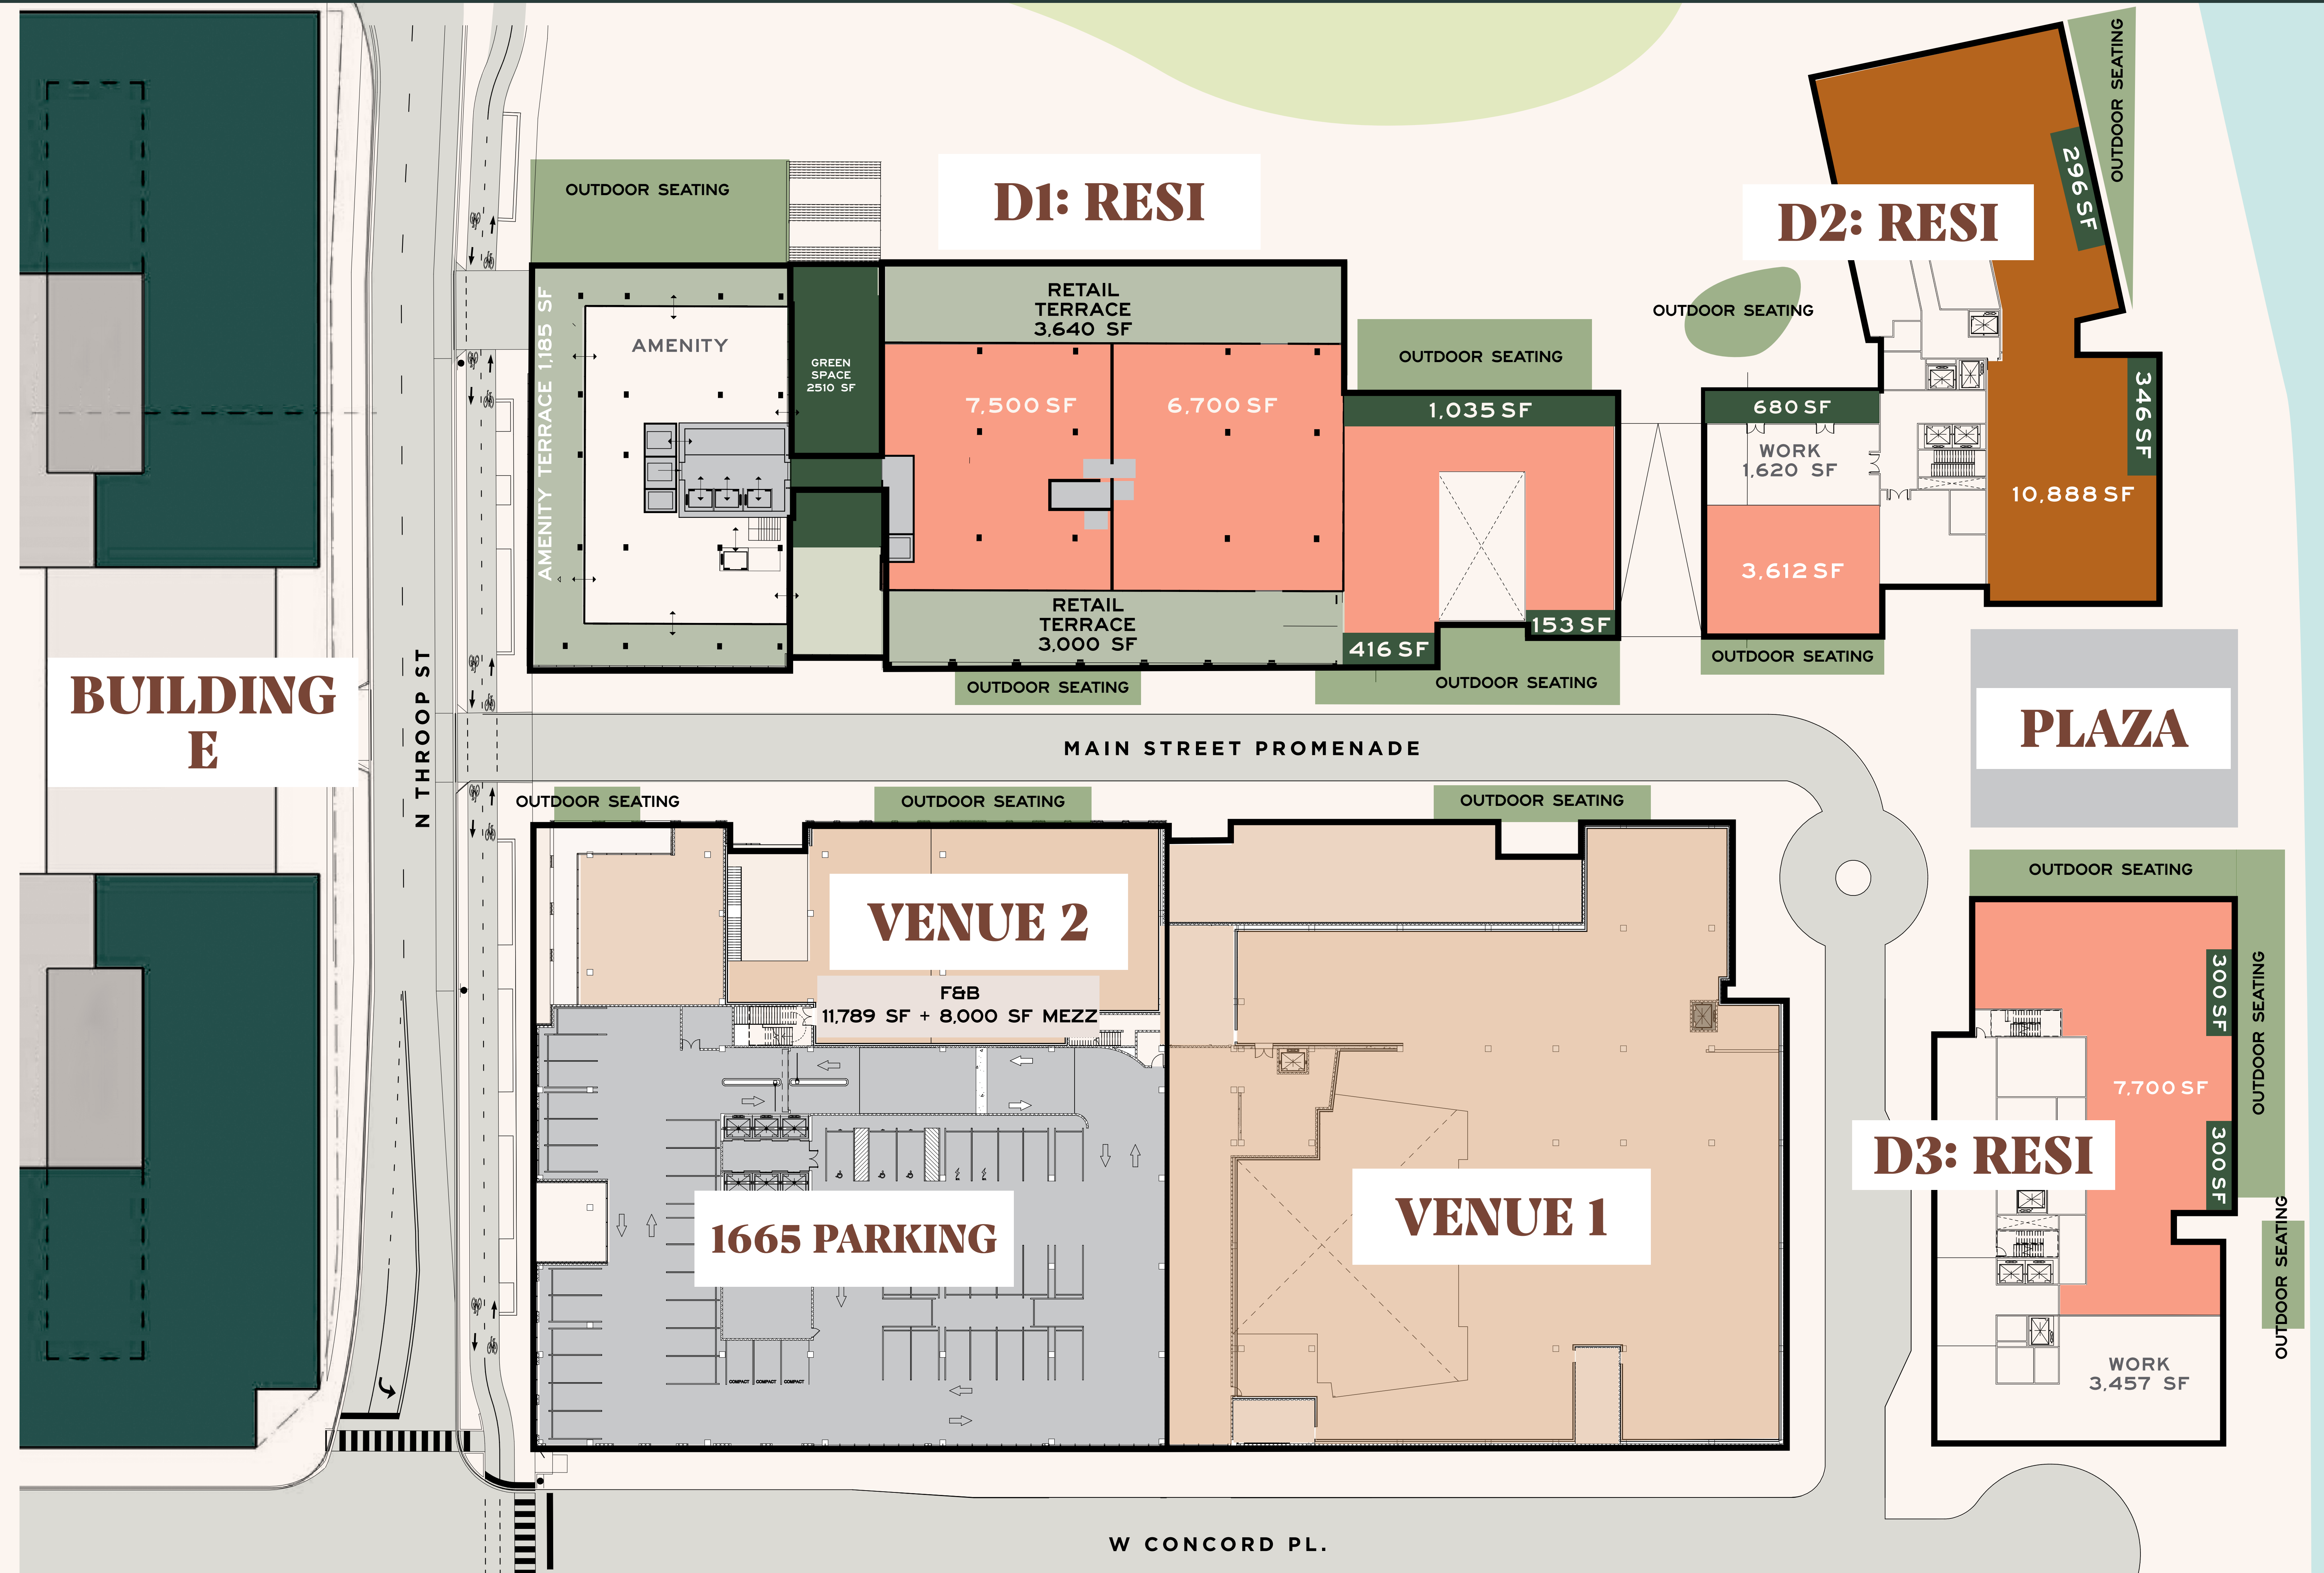 OUTDOOR SEATING
OUTDOOR SEATING
D1: RESI
D2: RESI
296 SF
AMENITY TERRACE 1,185 SF
AMENITY
GREEN
SPACE
2510 SF
RETAIL
TERRACE
3,640 SF
7,500 SF
6,700 SF
OUTDOOR SEATING
1,035 SF
OUTDOOR SEATING
680 SF
WORK
1,620 SF
346 SF
10,888 SF
3,612 SF
RETAIL
TERRACE
3,000 SF
416 SF
153 SF
OUTDOOR SEATING
OUTDOOR SEATING
OUTDOOR SEATING
BUILDING
E
N THROOP ST
MAIN STREET PROMENADE
PLAZA
OUTDOOR SEATING
OUTDOOR SEATING
OUTDOOR SEATING
VENUE 2
F&B
11,789 SF + 8,000 SF MEZZ
OUTDOOR SEATING
300 SF
OUTDOOR SEATING
7,700 SF
D3: RESI
300 SF
OUTDOOR SEATING
1665 PARKING
VENUE 1
COMPACT
COMPACT
COMPACT
WORK
3,457 SF
W CONCORD PL.